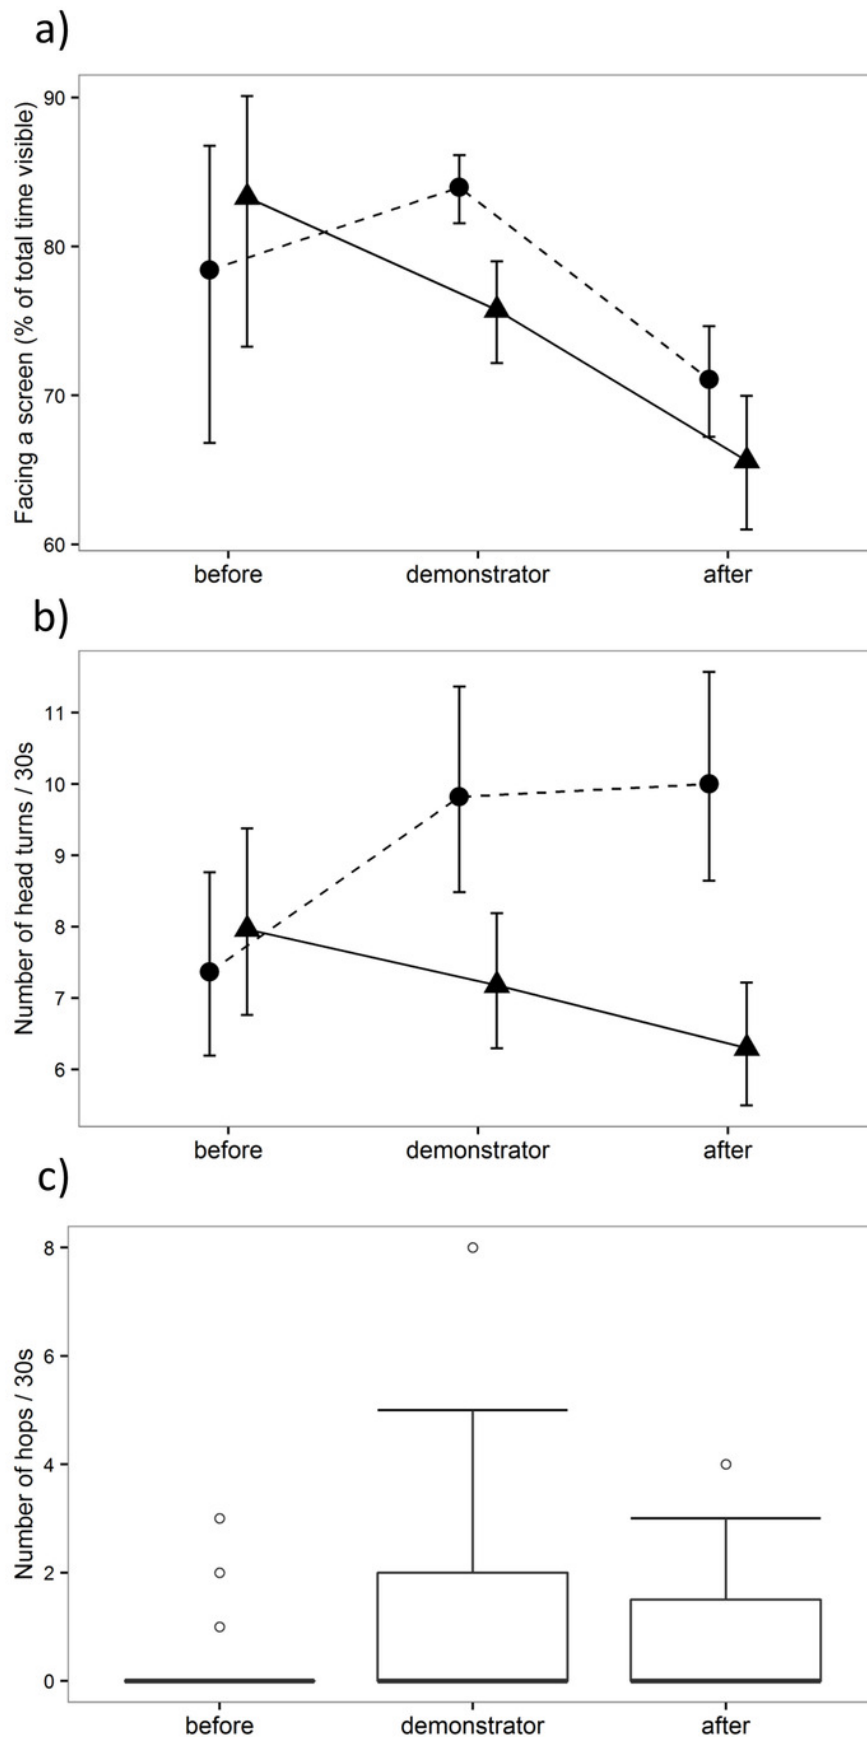 a)
Facing a screen (% of total time visible)
90
80
70
60
before demonstrator after
b)
Number of head turns / 30s
11
10
9
8
7
6
before demonstrator after
c)
Number of hops / 30s
8
6
4
2
0
before demonstrator after